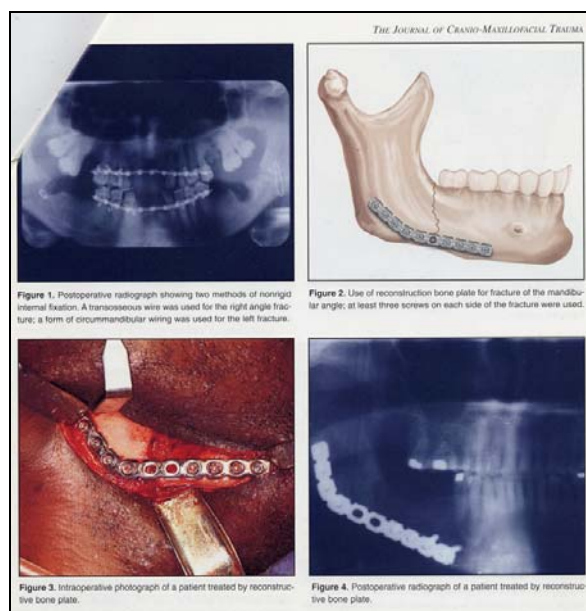 THE JOURNAL OF CRANIO-MAXILLOFACIAL TRAUMA
Figure 1. Postoperative radiograph showing two methods of nonrigid
internal fixation. A transosseous wire was used for the right angle frac-
ture; a form of circummandibular wiring was used for the left fracture.
Figure 2. Use of reconstruction bone plate for fracture of the mandibu-
lar angle; at least three screws on each side of the fracture were used.
Figure 3. Intraoperative photograph of a patient treated by reconstruc-
tive bone plate.
Figure 4. Postoperative radiograph of a patient treated by reconstruc-
tive bone plate.